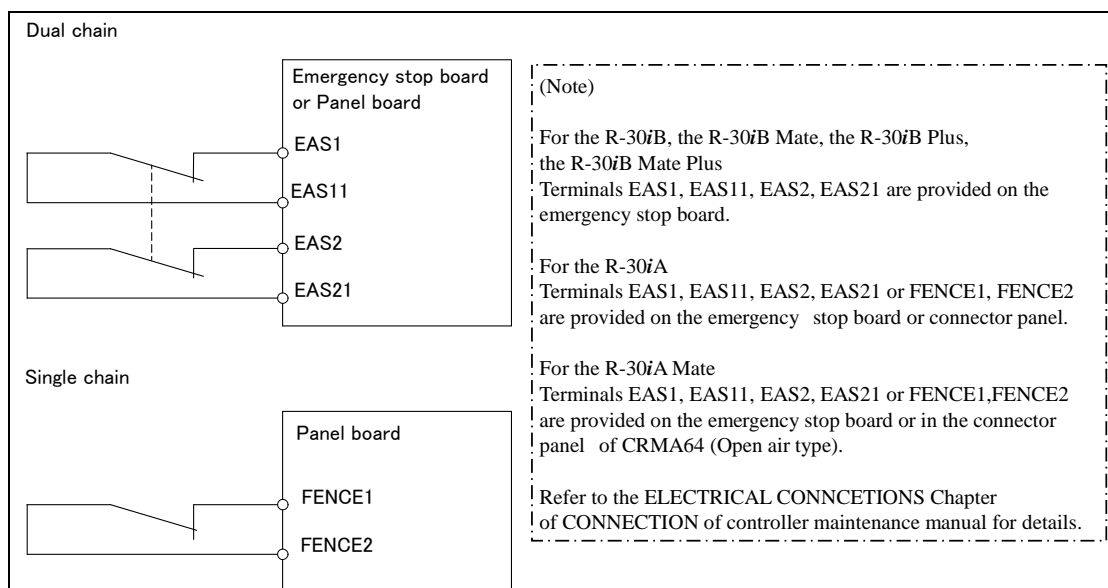 Dual chain
Emergency stop board
or Panel board
EAS1
EAS11
EAS2
EAS21
Single chain
Panel board
FENCE1
FENCE2
(Note)
For the R-30iB, the R-30iB Mate, the R-30iB Plus,
the R-30iB Mate Plus
Terminals EAS1, EAS11, EAS2, EAS21 are provided on the
emergency stop board.
For the R-30iA
Terminals EAS1, EAS11, EAS2, EAS21 or FENCE1, FENCE2
are provided on the emergency stop board or connector panel.
For the R-30iA Mate
Terminals EAS1, EAS11, EAS2, EAS21 or FENCE1,FENCE2
are provided on the emergency stop board or in the connector
panel of CRMA64 (Open air type).
Refer to the ELECTRICAL CONNCETIONS Chapter
of CONNECTION of controller maintenance manual for details.